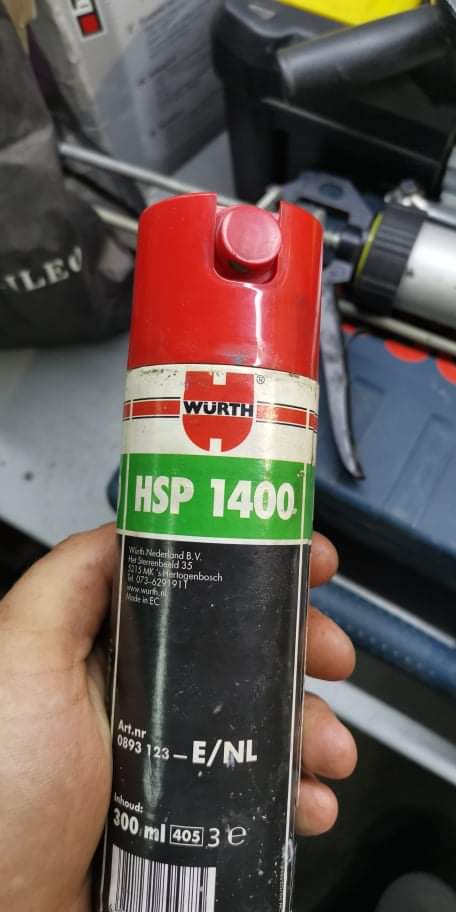 WÜRTH
®
HSP 1400
Würth Nederland B.V.
Het Sterrenbeeld 35
5215 MK 's Hertogenbosch
Tel. 073-6291911
www.wurth.nl
Made in EC
Art.nr
0893 123 – E/NL
Inhoud:
300 ml 405 3 e